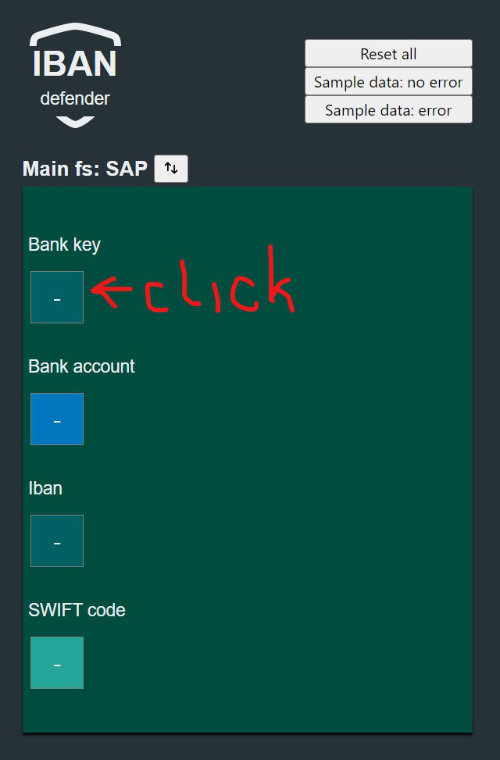 IBAN
defender
Reset all
Sample data: no error
Sample data: error
Main fs: SAP
Bank key
- ←click
Bank account
-
Iban
-
SWIFT code
-